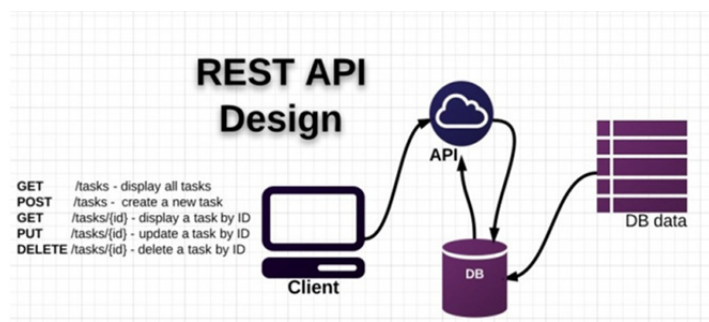 REST API
Design
GET /tasks - display all tasks
POST /tasks - create a new task
GET /tasks/{id} - display a task by ID
PUT /tasks/{id} - update a task by ID
DELETE /tasks/{id} - delete a task by ID
Client
API
DB
DB data